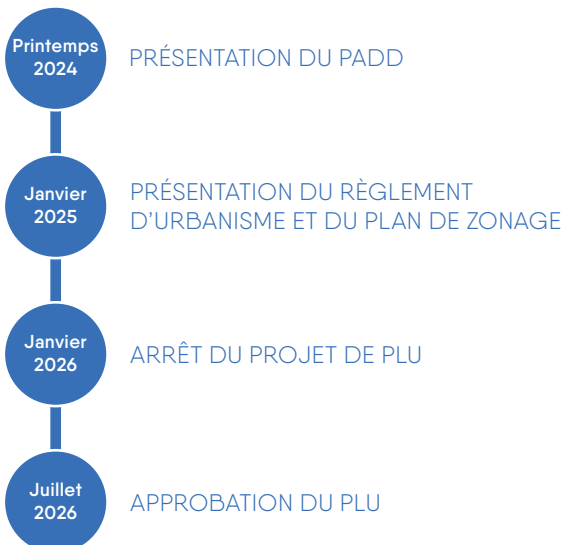 Printemps
2024
PRÉSENTATION DU PADD
Janvier
2025
PRÉSENTATION DU RÈGLEMENT
D'URBANISME ET DU PLAN DE ZONAGE
Janvier
2026
ARRÊT DU PROJET DE PLU
Juillet
2026
APPROBATION DU PLU